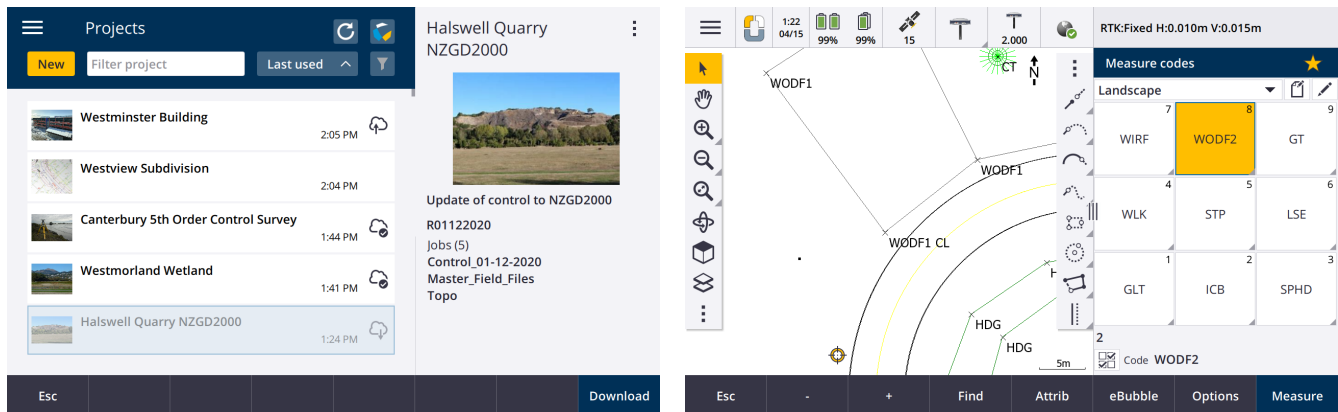 Projects
New
Filter project
Last used
Westminster Building
2:05 PM
Westview Subdivision
2:04 PM
Canterbury 5th Order Control Survey
1:44 PM
Westmorland Wetland
1:41 PM
Halswell Quarry NZGD2000
1:24 PM
Halswell Quarry
NZGD2000
Update of control to NZGD2000
R01122020
Jobs (5)
Control_01-12-2020
Master_Field_Files
Topo
Esc
Download
1:22
04/15
99%
99%
15
2.000
RTK:Fixed H:0.010m V:0.015m
CT
N
WODF1
WODF1
WODF1 CL
H
HDG
HDG
5m
Measure codes
Landscape
7
WIRF
8
WODF2
9
GT
4
WLK
5
STP
6
LSE
1
GLT
2
ICB
3
SPHD
2
Code WODF2
Esc
-
+
Find
Attrib
eBubble
Options
Measure